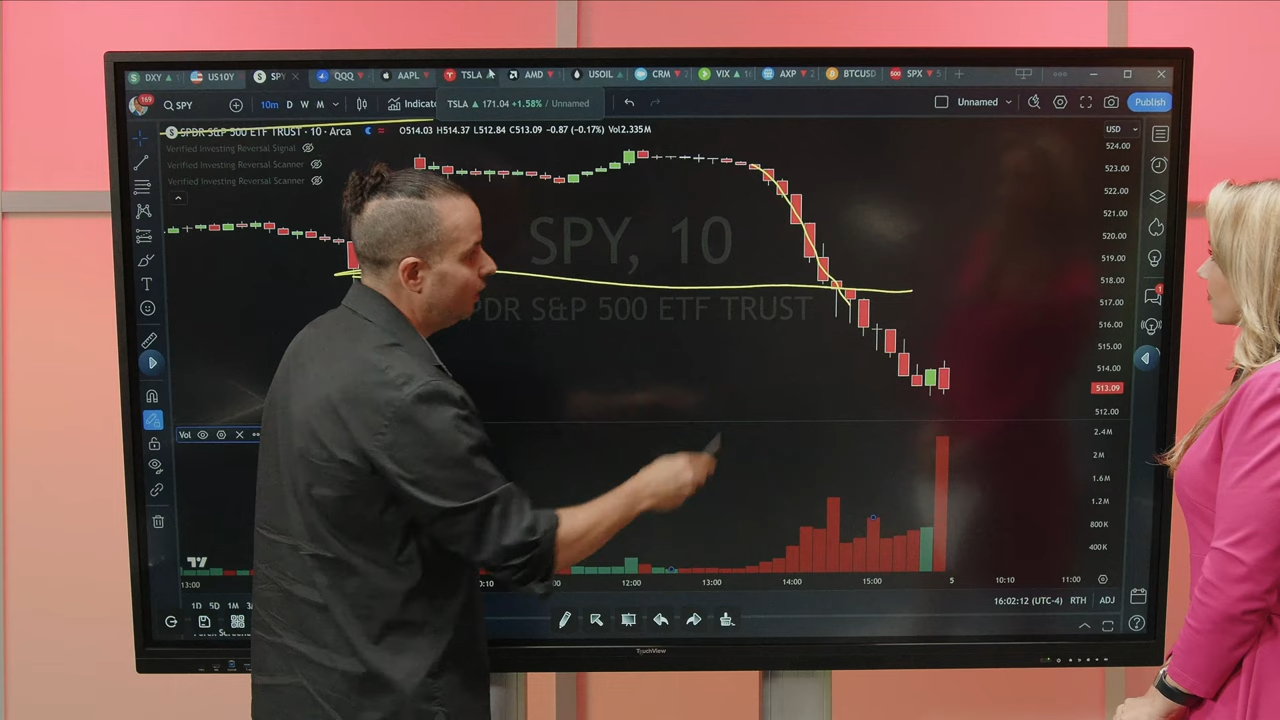 DXY US10Y SPY QQQ AAPL TSLA AMD USOIL CRM VIX AXP BTCUSD SPX
169 SPY 10m D W M TSLA 171.04 +1.58% / Unnamed Unnamed Publish
SPDR S&P 500 ETF TRUST · 10 · Arca O514.03 H514.37 L512.84 C513.09 -0.87 (-0.17%) Vol2.335M USD
Verified Investing Reversal Signal
Verified Investing Reversal Scanner
Verified Investing Reversal Scanner
SPY, 10
S&P 500 ETF TRUST
524.00
523.00
522.00
521.00
520.00
519.00
518.00
517.00
516.00
515.00
514.00
513.09
512.00
Vol
2.4M
2M
1.6M
1.2M
800K
400K
13:00 12:00 13:00 14:00 15:00 5 10:10 11:00
1D 5D 1M
16:02:12 (UTC-4) RTH ADJ
TouchView